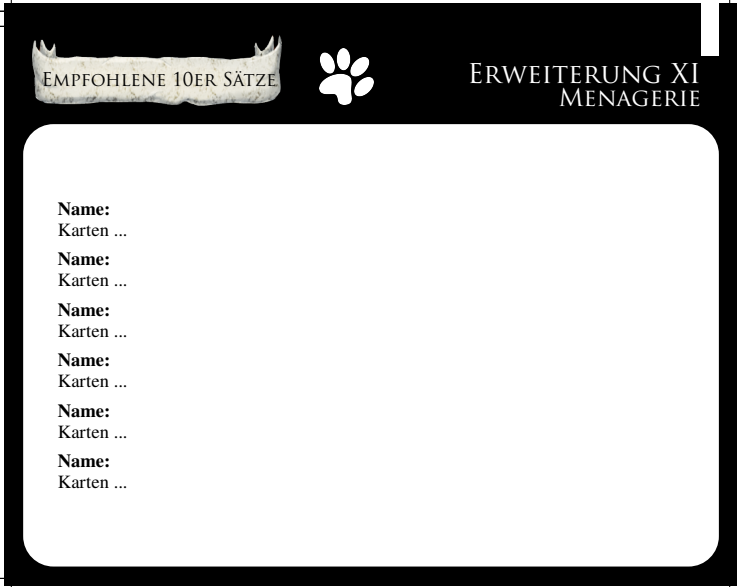 Empfohlene 10er Sätze
Erweiterung XI
Menagerie
Name:
Karten ...
Name:
Karten ...
Name:
Karten ...
Name:
Karten ...
Name:
Karten ...
Name:
Karten ...